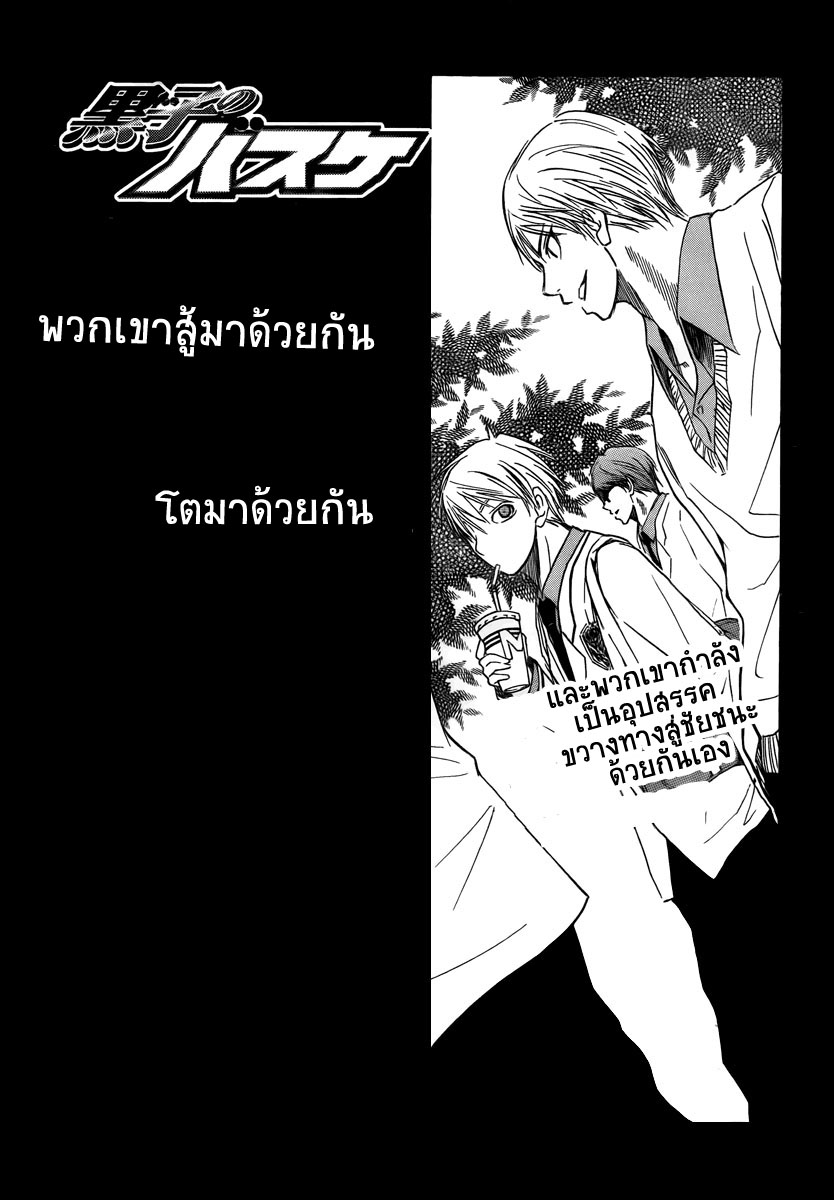 黒子の
バスケ
พวกเขาสู้มาด้วยกัน
โตมาด้วยกัน
และพวกเขากำลัง
เป็นอุปสรรค
ขวางทางสู่ชัยชนะ
ด้วยกันเอง